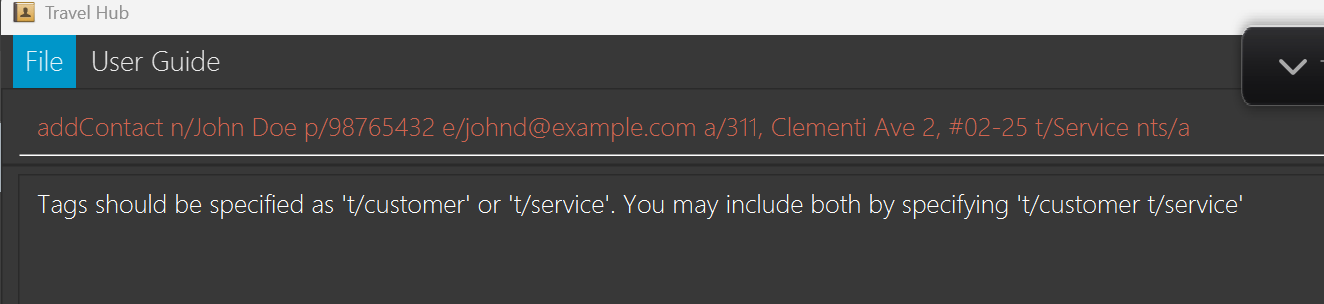 Travel Hub
File User Guide
addContact n/John Doe p/98765432 e/johnd@example.com a/311, Clementi Ave 2, #02-25 t/Service nts/a
Tags should be specified as 't/customer' or 't/service'. You may include both by specifying 't/customer t/service'